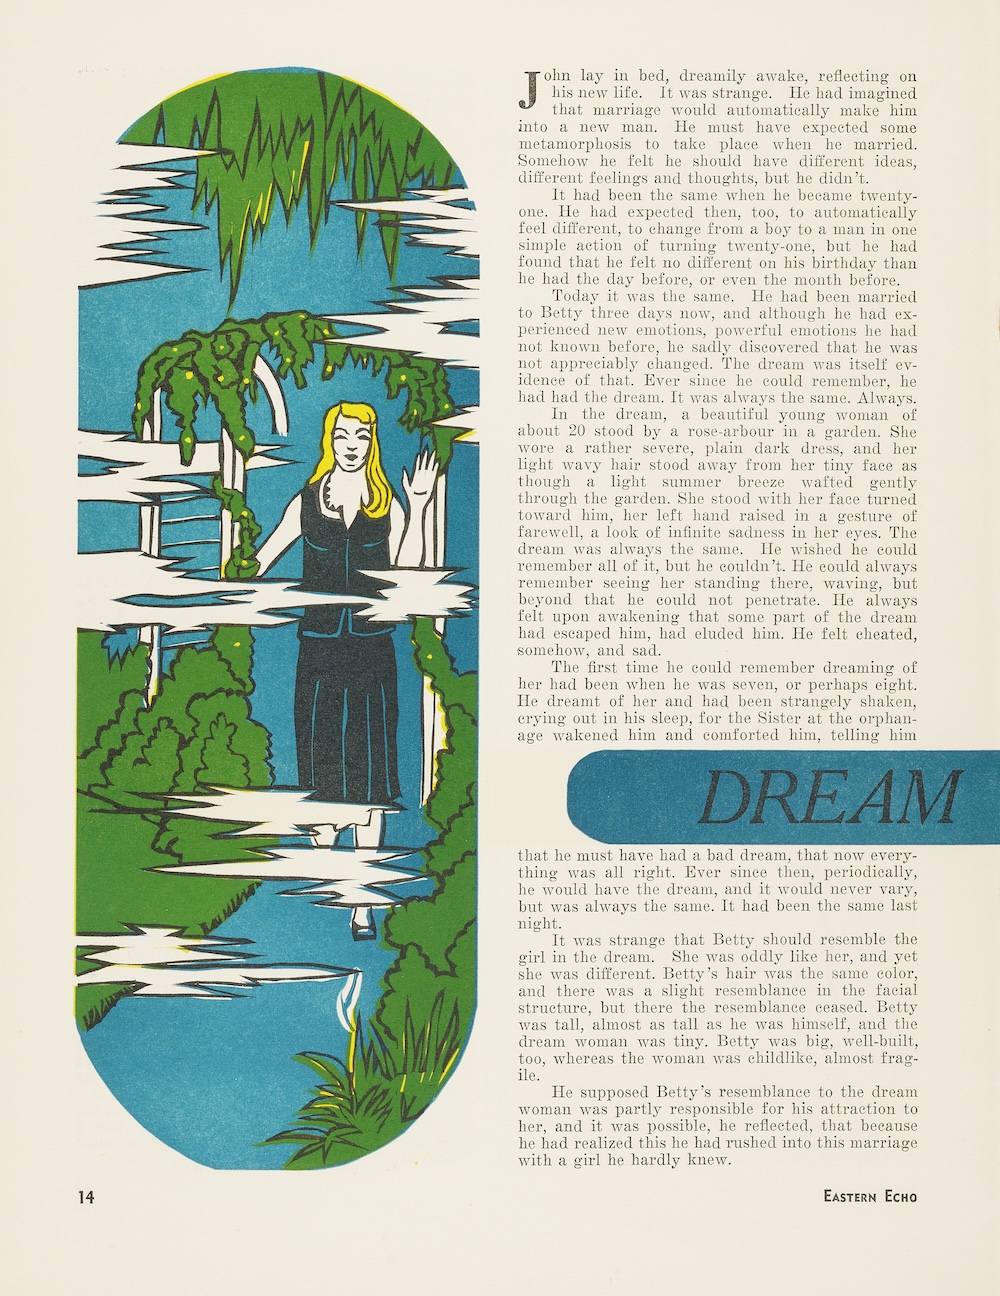 John lay in bed, dreamily awake, reflecting on
his new life. It was strange. He had imagined
that marriage would automatically make him
into a new man. He must have expected some
metamorphosis to take place when he married.
Somehow he felt he should have different ideas,
different feelings and thoughts, but he didn't.
It had been the same when he became twenty-
one. He had expected then, too, to automatically
feel different, to change from a boy to a man in one
simple action of turning twenty-one, but he had
found that he felt no different on his birthday than
he had the day before, or even the month before.
Today it was the same. He had been married
to Betty three days now, and although he had ex-
perienced new emotions, powerful emotions he had
not known before, he sadly discovered that he was
not appreciably changed. The dream was itself ev-
idence of that. Ever since he could remember, he
had had the dream. It was always the same. Always.
In the dream, a beautiful young woman of
about 20 stood by a rose-arbour in a garden. She
wore a rather severe, plain dark dress, and her
light wavy hair stood away from her tiny face as
though a light summer breeze wafted gently
through the garden. She stood with her face turned
toward him, her left hand raised in a gesture of
farewell, a look of infinite sadness in her eyes. The
dream was always the same. He wished he could
remember all of it, but he couldn't. He could always
remember seeing her standing there, waving, but
beyond that he could not penetrate. He always
felt upon awakening that some part of the dream
had escaped him, had eluded him. He felt cheated,
somehow, and sad.
The first time he could remember dreaming of
her had been when he was seven, or perhaps eight.
He dreamt of her and had been strangely shaken,
crying out in his sleep, for the Sister at the orphan-
age wakened him and comforted him, telling him
DREAM
that he must have had a bad dream, that now every-
thing was all right. Ever since then, periodically,
he would have the dream, and it would never vary,
but was always the same. It had been the same last
night.
It was strange that Betty should resemble the
girl in the dream. She was oddly like her, and yet
she was different. Betty's hair was the same color,
and there was a slight resemblance in the facial
structure, but there the resemblance ceased. Betty
was tall, almost as tall as he was himself, and the
dream woman was tiny. Betty was big, well-built,
too, whereas the woman was childlike, almost frag-
ile.
He supposed Betty's resemblance to the dream
woman was partly responsible for his attraction to
her, and it was possible, he reflected, that because
he had realized this he had rushed into this marriage
with a girl he hardly knew.
14
Eastern Echo